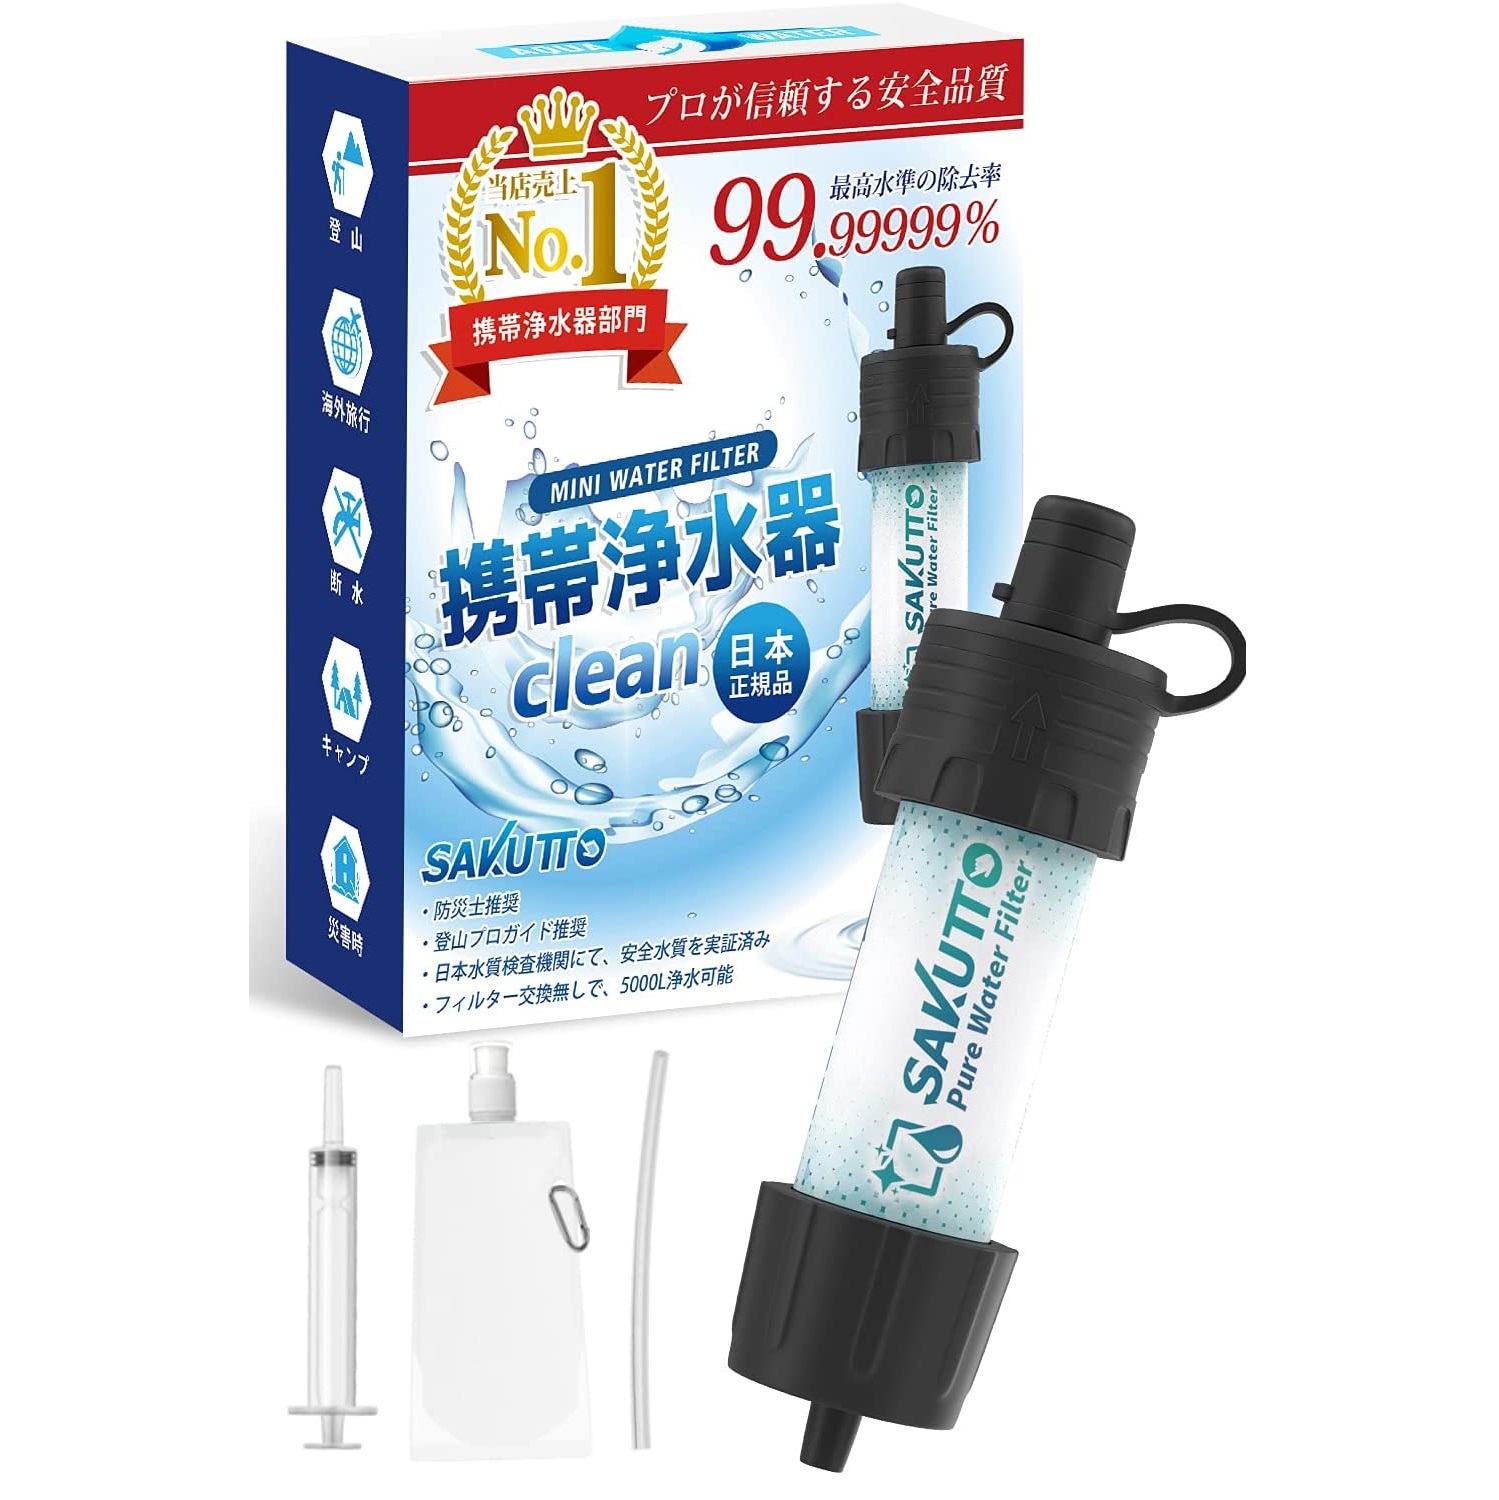 AQUA WATER
プロが信頼する安全品質
当店売上
No.1
携帯浄水器部門
最高水準の除去率
99.99999%
MINI WATER FILTER
携帯浄水器
clean
日本
正規品
SAKUTTO
・防災士推奨
・登山プロガイド推奨
・日本水質検査機関にて、安全水質を実証済み
・フィルター交換無しで、5000L浄水可能
登山
海外旅行
断水
キャンプ
災害時
SAKUTTO
Pure Water Filter
SAKUTTO
Pure Water Filter